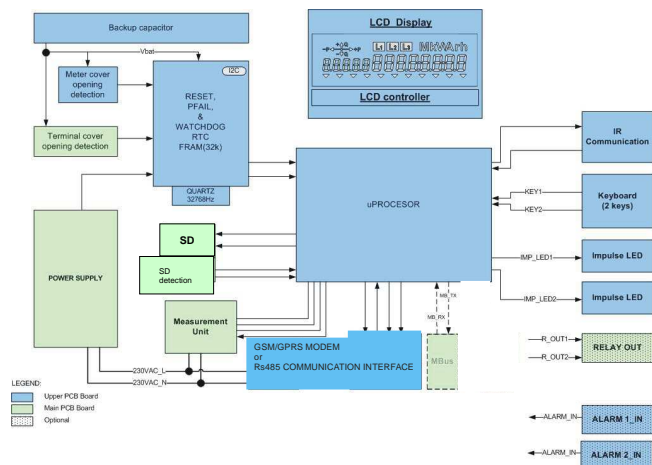 Backup capacitor
LCD Display
MkVArh
LCD controller
Vbat
Meter cover
opening
detection
I2C
RESET,
PFAIL,
&
WATCHDOG
RTC
FRAM(32k)
Terminal cover
opening detection
QUARTZ
32768Hz
IR
Communication
uPROCESOR
KEY1
KEY2
Keyboard
(2 keys)
SD
SD
detection
POWER SUPPLY
IMP_LED1
Impulse LED
IMP_LED2
Impulse LED
MB_TX
MB_RX
Measurement
Unit
GSM/GPRS MODEM
or
Rs485 COMMUNICATION INTERFACE
MBus
R_OUT1
R_OUT2
RELAY OUT
230VAC_L
230VAC_N
LEGEND:
Upper PCB Board
Main PCB Board
Optional
ALARM_IN
ALARM 1_IN
ALARM_IN
ALARM 2_IN